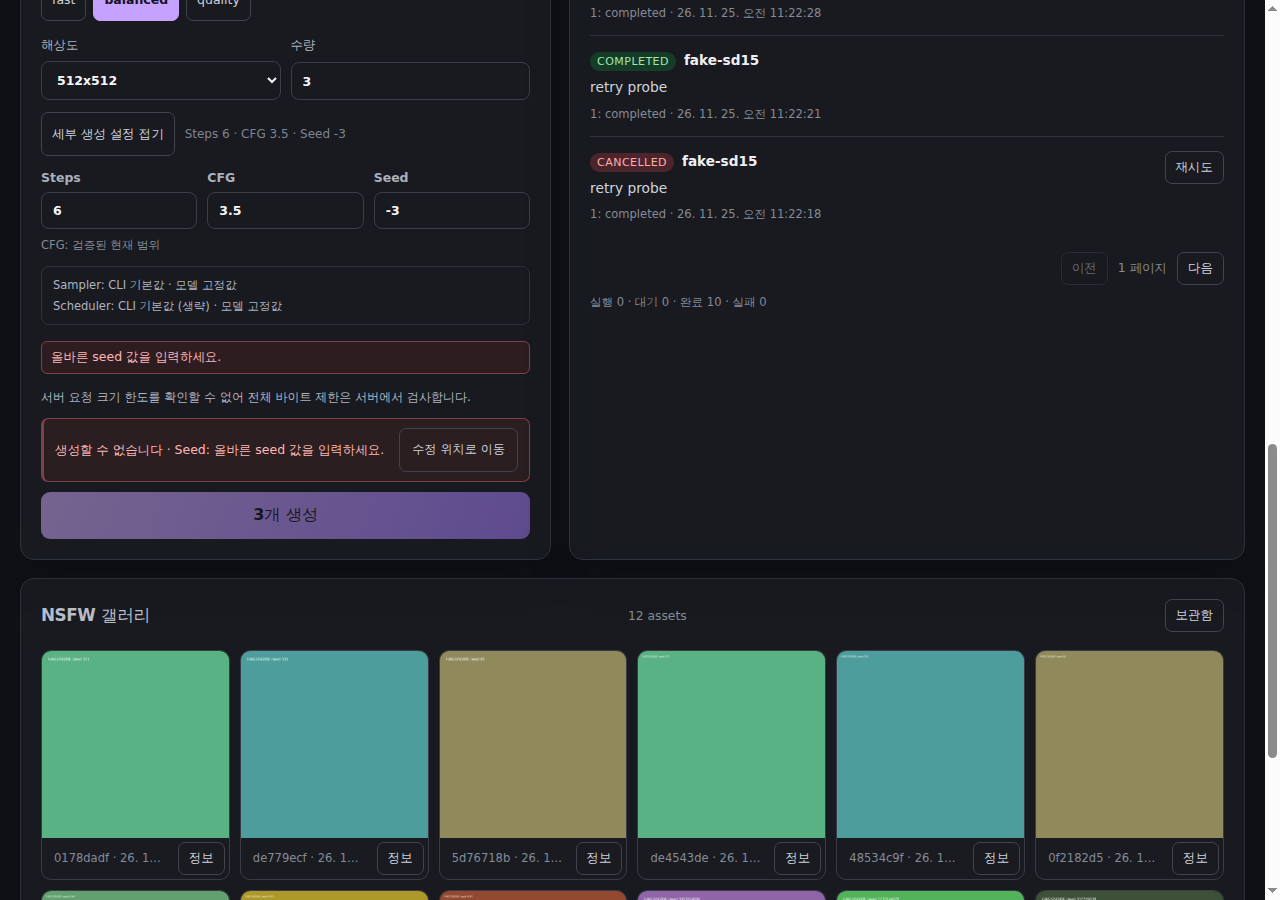 fast balanced quality
해상도 수량
512x512 3
세부 생성 설정 접기 Steps 6 · CFG 3.5 · Seed -3
Steps CFG Seed
6 3.5 -3
CFG: 검증된 현재 범위
Sampler: CLI 기본값 · 모델 고정값
Scheduler: CLI 기본값 (생략) · 모델 고정값
올바른 seed 값을 입력하세요.
서버 요청 크기 한도를 확인할 수 없어 전체 바이트 제한은 서버에서 검사합니다.
생성할 수 없습니다 · Seed: 올바른 seed 값을 입력하세요. 수정 위치로 이동
3개 생성
1: completed · 26. 11. 25. 오전 11:22:28
COMPLETED fake-sd15
retry probe
1: completed · 26. 11. 25. 오전 11:22:21
CANCELLED fake-sd15 재시도
retry probe
1: completed · 26. 11. 25. 오전 11:22:18
이전 1 페이지 다음
실행 0 · 대기 0 · 완료 10 · 실패 0
NSFW 갤러리 12 assets 보관함
0178dadf · 26. 1… 정보
de779ecf · 26. 1… 정보
5d76718b · 26. 1… 정보
de4543de · 26. 1… 정보
48534c9f · 26. 1… 정보
0f2182d5 · 26. 1… 정보